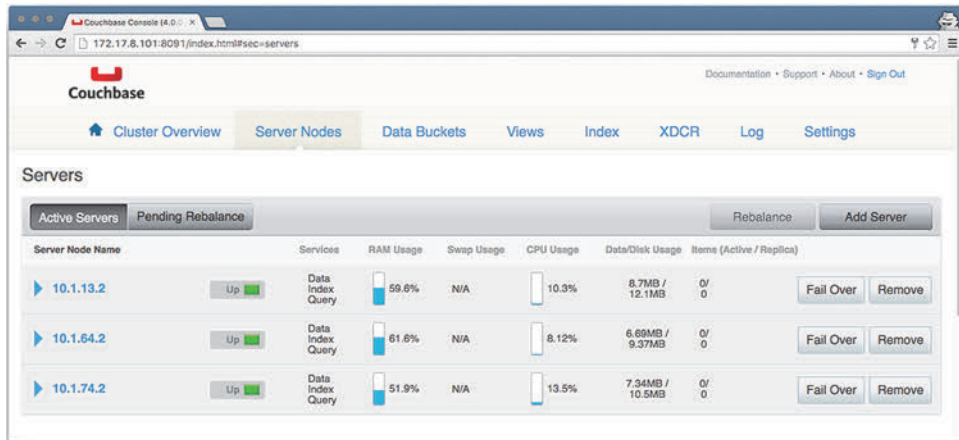 Couchbase Console (4.0.0
172.17.8.101:8091/index.html#sec=servers
Documentation • Support • About • Sign Out
Couchbase
Cluster Overview Server Nodes Data Buckets Views Index XDCR Log Settings
Servers
Active Servers Pending Rebalance Rebalance Add Server
Server Node Name Services RAM Usage Swap Usage CPU Usage Data/Disk Usage Items (Active / Replica)
10.1.13.2 Up Data Index Query 59.6% N/A 10.3% 8.7MB / 12.1MB 0/ 0 Fail Over Remove
10.1.64.2 Up Data Index Query 61.6% N/A 8.12% 6.69MB / 9.37MB 0/ 0 Fail Over Remove
10.1.74.2 Up Data Index Query 51.9% N/A 13.5% 7.34MB / 10.5MB 0/ 0 Fail Over Remove